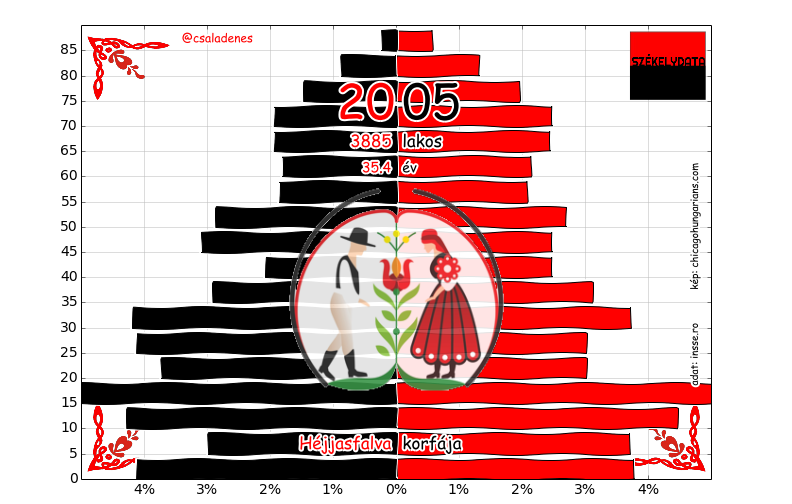 @csaladenes
SZÉKELYDATA
2005
3885 lakos
35.4 év
kép: chicagohungarians.com
adat: insse.ro
Héjjasfalva korfája
85
80
75
70
65
60
55
50
45
40
35
30
25
20
15
10
5
0
4% 3% 2% 1% 0% 1% 2% 3% 4%